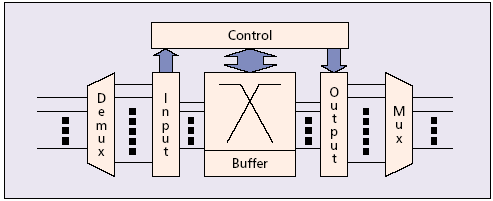 Control
Demux
Input
Buffer
Output
Mux